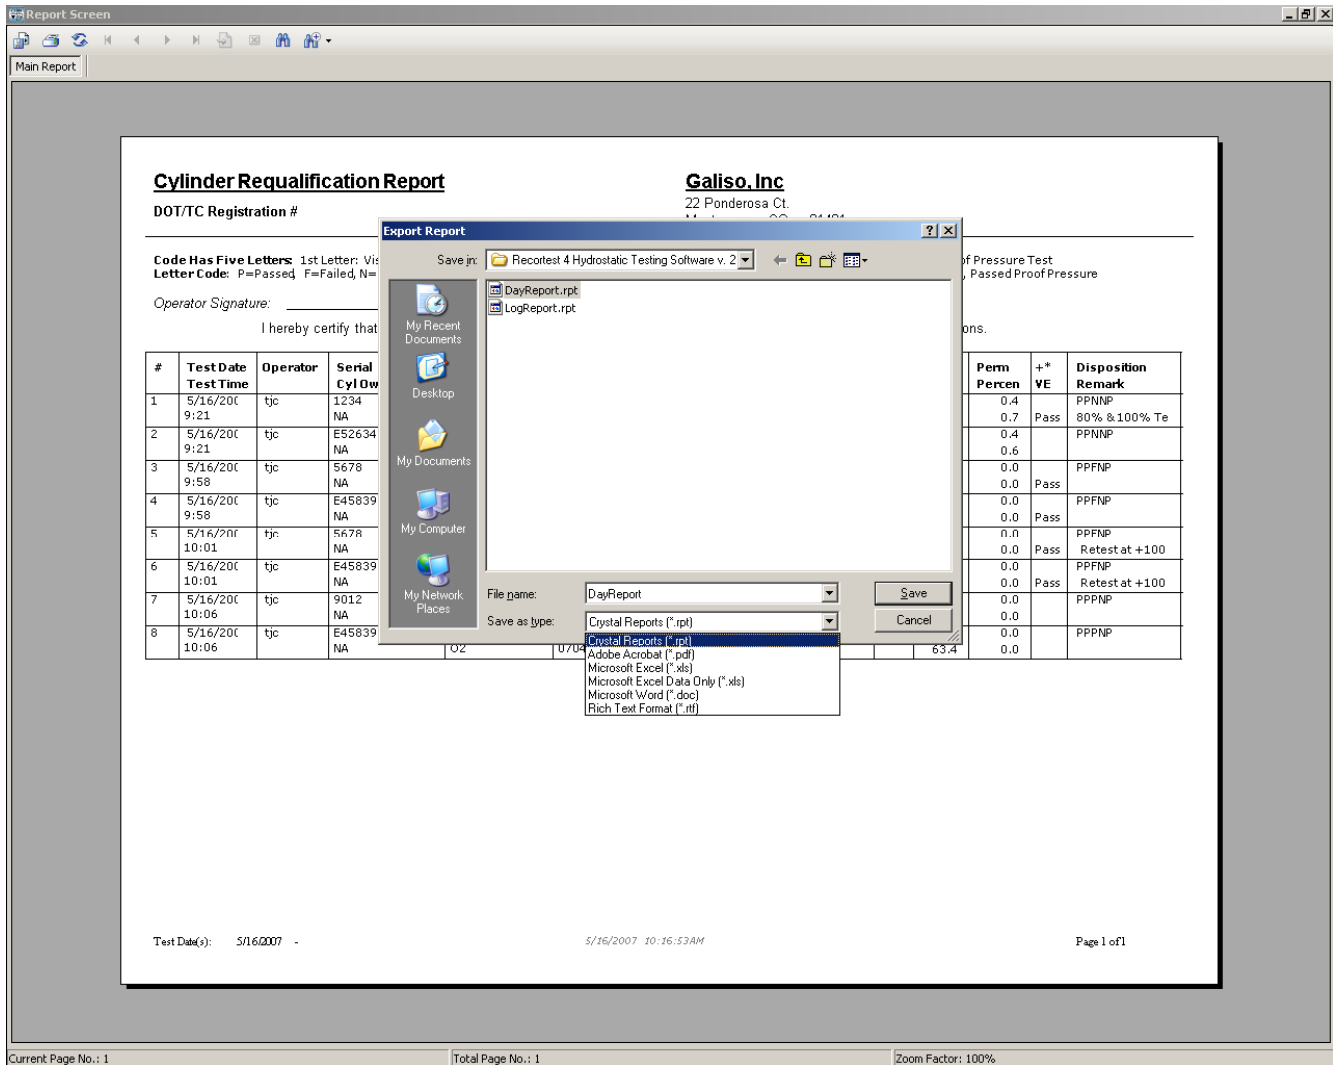 Report Screen
Main Report
Cylinder Requalification Report
Galiso, Inc
22 Ponderosa Ct.
DOT/TC Registration #
Export Report
Save in:
Recortest 4 Hydrostatic Testing Software v. 2
Code Has Five Letters: 1st Letter: Vis
of Pressure Test
Letter Code: P=Passed, F=Failed, N=
, Passed Proof Pressure
DayReport.rpt
LogReport.rpt
Operator Signature:
I hereby certify that
ons.
My Recent
Documents
Desktop
My Documents
My Computer
My Network
Places
# Test Date Operator Serial Perm +* Disposition
Test Time Cyl Ow Percen VE Remark
1 5/16/200 tjc 1234 0.4 PPNNP
9:21 NA 0.7 Pass 80% & 100% Te
2 5/16/200 tjc E52634 0.4 PPNNP
9:21 NA 0.6
3 5/16/200 tjc 5678 0.0 PPFNP
9:58 NA 0.0 Pass
4 5/16/200 tjc E45839 0.0 PPFNP
9:58 NA 0.0 Pass
5 5/16/200 tjc 5678 0.0 PPFNP
10:01 NA 0.0 Pass Retest at +100
6 5/16/200 tjc E45839 0.0 PPFNP
10:01 NA 0.0 Pass Retest at +100
7 5/16/200 tjc 9012 0.0 PPPNP
10:06 NA 0.0
8 5/16/200 tjc E45839 0.0 PPPNP
10:06 NA O2 0704 63.4 0.0
File name: DayReport Save
Save as type: Crystal Reports (*.rpt) Cancel
Crystal Reports (*.rpt)
Adobe Acrobat (*.pdf)
Microsoft Excel (*.xls)
Microsoft Excel Data Only (*.xls)
Microsoft Word (*.doc)
Rich Text Format (*.rtf)
Test Date(s): 5/16/2007 - 5/16/2007 10:16:53AM Page 1 of 1
Current Page No.: 1 Total Page No.: 1 Zoom Factor: 100%